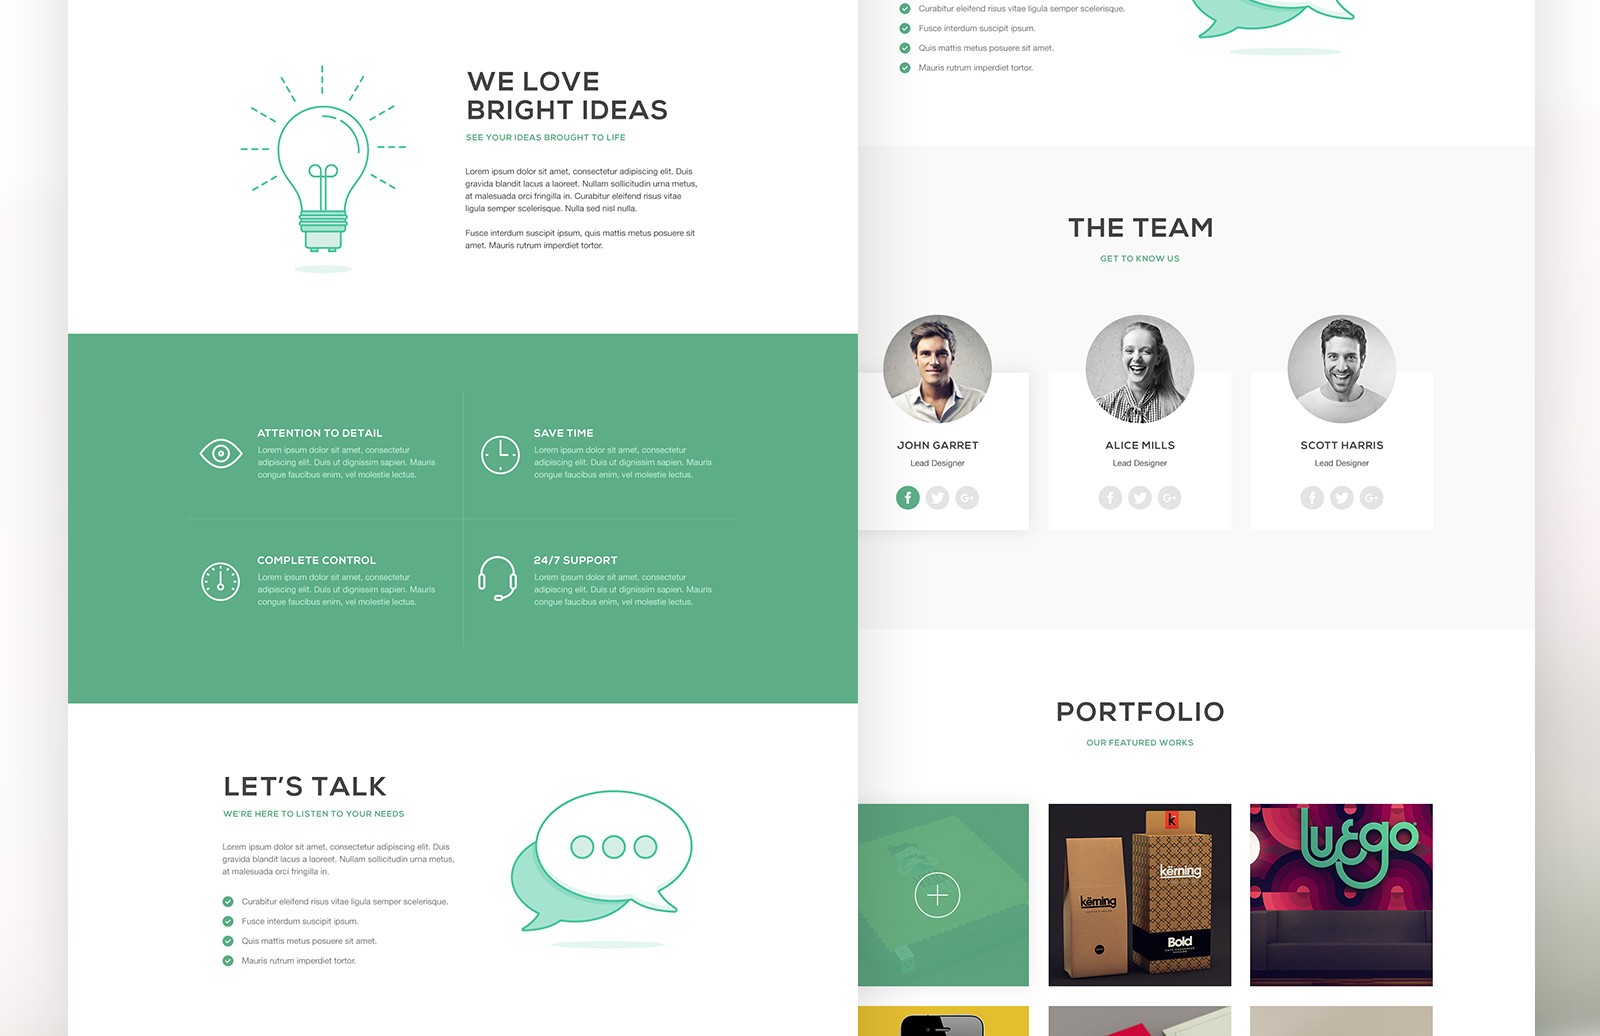 WE LOVE
BRIGHT IDEAS
SEE YOUR IDEAS BROUGHT TO LIFE
Lorem ipsum dolor sit amet, consectetur adipiscing elit. Duis
gravida blandit lacus a laoreet. Nullam sollicitudin urna metus,
at malesuada orci fringilla in. Curabitur eleifend risus vitae
ligula semper scelerisque. Nulla sed nisl nulla.
Fusce interdum suscipit ipsum, quis mattis metus posuere sit
amet. Mauris rutrum imperdiet tortor.
ATTENTION TO DETAIL
Lorem ipsum dolor sit amet, consectetur
adipiscing elit. Duis ut dignissim sapien. Mauris
congue faucibus enim, vel molestie lectus.
SAVE TIME
Lorem ipsum dolor sit amet, consectetur
adipiscing elit. Duis ut dignissim sapien. Mauris
congue faucibus enim, vel molestie lectus.
COMPLETE CONTROL
Lorem ipsum dolor sit amet, consectetur
adipiscing elit. Duis ut dignissim sapien. Mauris
congue faucibus enim, vel molestie lectus.
24/7 SUPPORT
Lorem ipsum dolor sit amet, consectetur
adipiscing elit. Duis ut dignissim sapien. Mauris
congue faucibus enim, vel molestie lectus.
LET'S TALK
WE'RE HERE TO LISTEN TO YOUR NEEDS
Lorem ipsum dolor sit amet, consectetur adipiscing elit. Duis
gravida blandit lacus a laoreet. Nullam sollicitudin urna metus,
at malesuada orci fringilla in.
Curabitur eleifend risus vitae ligula semper scelerisque.
Fusce interdum suscipit ipsum.
Quis mattis metus posuere sit amet.
Mauris rutrum imperdiet tortor.
Curabitur eleifend risus vitae ligula semper scelerisque.
Fusce interdum suscipit ipsum.
Quis mattis metus posuere sit amet.
Mauris rutrum imperdiet tortor.
THE TEAM
GET TO KNOW US
JOHN GARRET
Lead Designer
f G+
ALICE MILLS
Lead Designer
f G+
SCOTT HARRIS
Lead Designer
f G+
PORTFOLIO
OUR FEATURED WORKS
k
kërning
kërning
Bold
luego